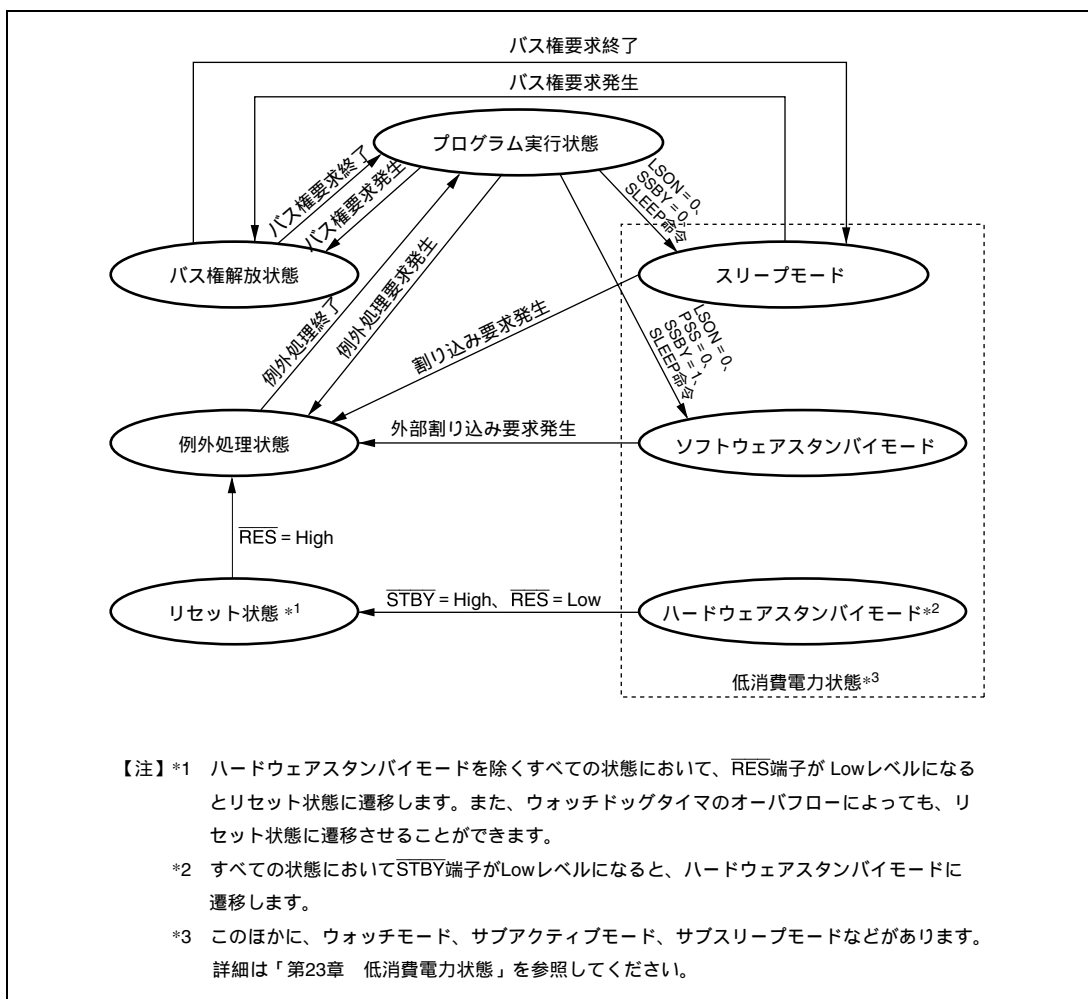 バス権要求終了
バス権要求発生
プログラム実行状態
バス権要求終了
バス権要求発生
LSON = 0、
SSBY = 0、
SLEEP命令
バス権解放状態
スリープモード
例外処理終了
例外処理要求発生
割り込み要求発生
LSON = 0、
PSS = 0、
SSBY = 1、
SLEEP命令
例外処理状態
外部割り込み要求発生
ソフトウェアスタンバイモード
RES = High
リセット状態 *1
STBY = High、RES = Low
ハードウェアスタンバイモード*2
低消費電力状態*3
【注】*1 ハードウェアスタンバイモードを除くすべての状態において、RES端子が Lowレベルになる
とリセット状態に遷移します。また、ウォッチドッグタイマのオーバフローによっても、リ
セット状態に遷移させることができます。
*2 すべての状態においてSTBY端子がLowレベルになると、ハードウェアスタンバイモードに
遷移します。
*3 このほかに、ウォッチモード、サブアクティブモード、サブスリープモードなどがあります。
詳細は「第23章 低消費電力状態」を参照してください。